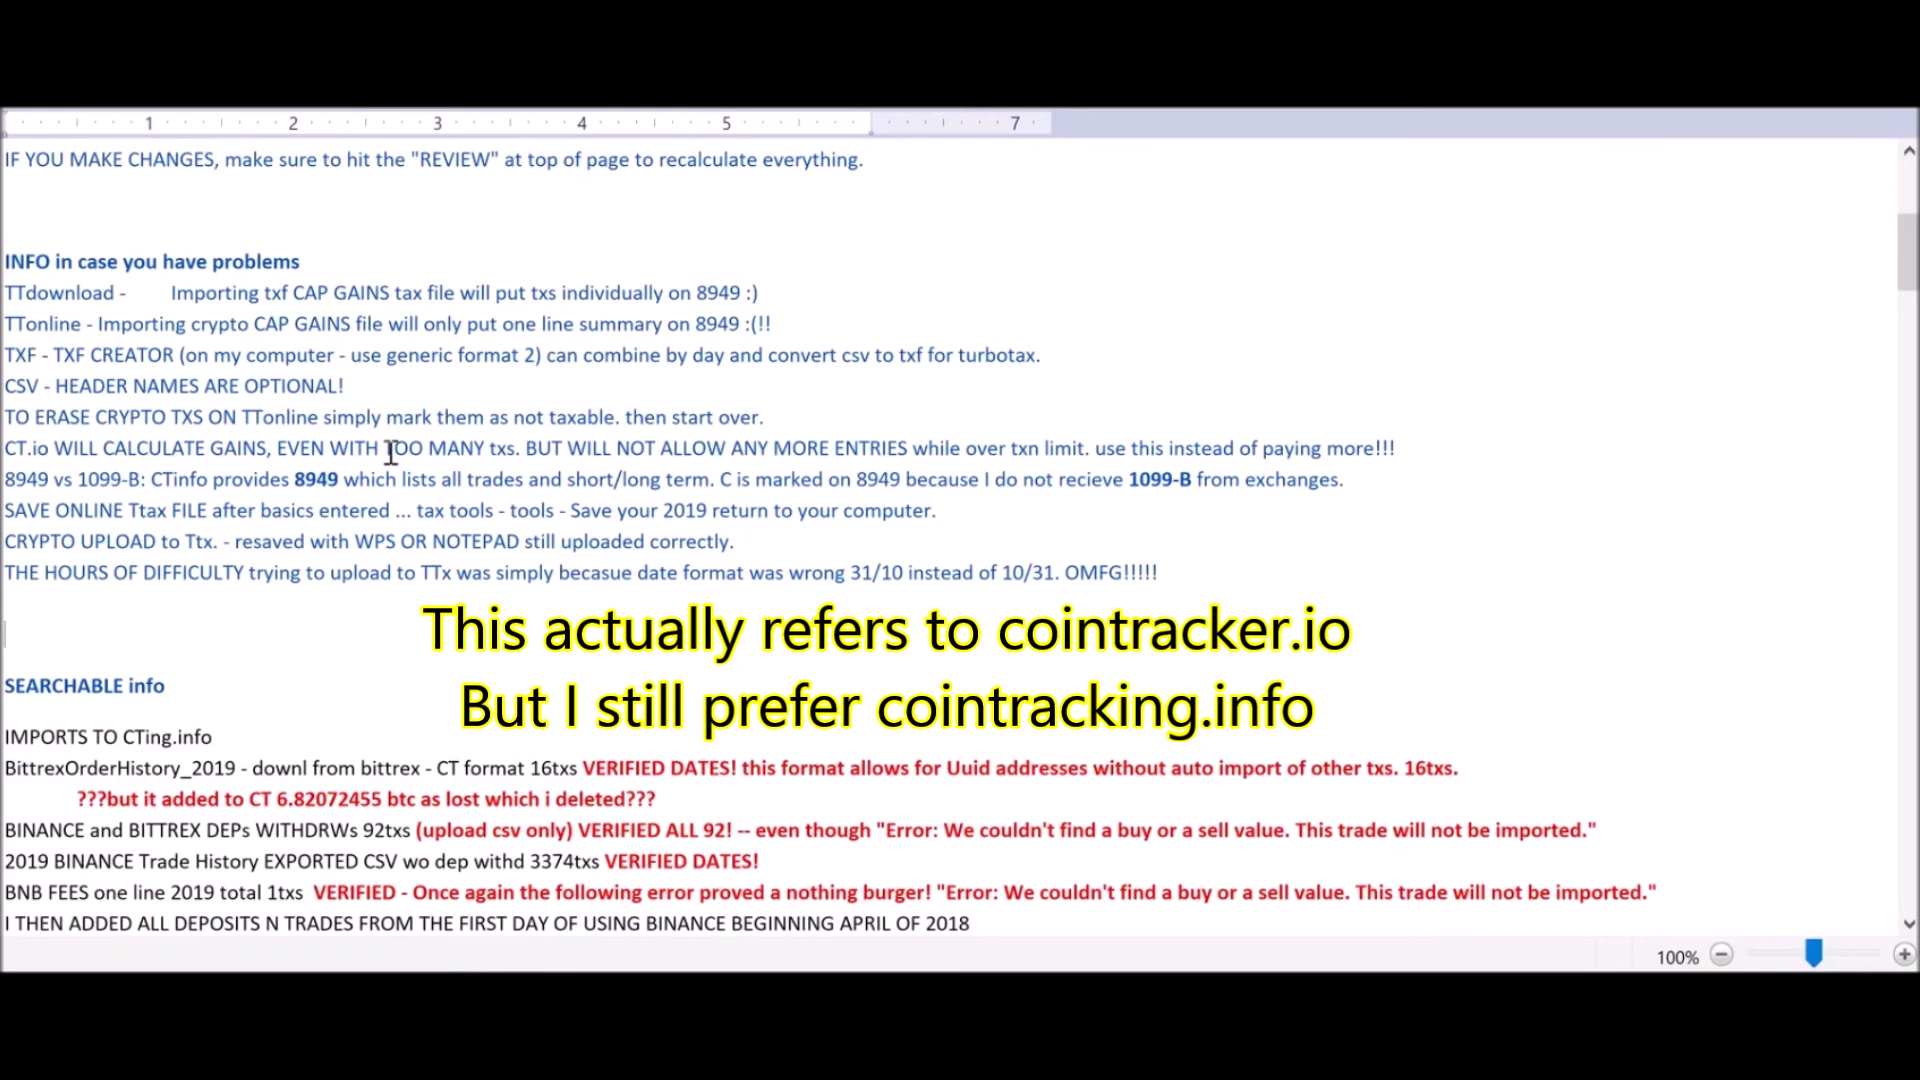 1 2 3 4 5 7
IF YOU MAKE CHANGES, make sure to hit the "REVIEW" at top of page to recalculate everything.
INFO in case you have problems
TTdownload - Importing txf CAP GAINS tax file will put txs individually on 8949 :)
TTonline - Importing crypto CAP GAINS file will only put one line summary on 8949 :(!!
TXF - TXF CREATOR (on my computer - use generic format 2) can combine by day and convert csv to txf for turbotax.
CSV - HEADER NAMES ARE OPTIONAL!
TO ERASE CRYPTO TXS ON TTonline simply mark them as not taxable. then start over.
CT.io WILL CALCULATE GAINS, EVEN WITH TOO MANY txs. BUT WILL NOT ALLOW ANY MORE ENTRIES while over txn limit. use this instead of paying more!!!
8949 vs 1099-B: CTinfo provides 8949 which lists all trades and short/long term. C is marked on 8949 because I do not recieve 1099-B from exchanges.
SAVE ONLINE Ttax FILE after basics entered ... tax tools - tools - Save your 2019 return to your computer.
CRYPTO UPLOAD to Ttx. - resaved with WPS OR NOTEPAD still uploaded correctly.
THE HOURS OF DIFFICULTY trying to upload to TTx was simply becasue date format was wrong 31/10 instead of 10/31. OMFG!!!!!
This actually refers to cointracker.io
But I still prefer cointracking.info
SEARCHABLE info
IMPORTS TO CTing.info
BittrexOrderHistory_2019 - downl from bittrex - CT format 16txs VERIFIED DATES! this format allows for Uuid addresses without auto import of other txs. 16txs.
???but it added to CT 6.82072455 btc as lost which i deleted???
BINANCE and BITTREX DEPs WITHDRWs 92txs (upload csv only) VERIFIED ALL 92! -- even though "Error: We couldn't find a buy or a sell value. This trade will not be imported."
2019 BINANCE Trade History EXPORTED CSV wo dep withd 3374txs VERIFIED DATES!
BNB FEES one line 2019 total 1txs VERIFIED - Once again the following error proved a nothing burger! "Error: We couldn't find a buy or a sell value. This trade will not be imported."
I THEN ADDED ALL DEPOSITS N TRADES FROM THE FIRST DAY OF USING BINANCE BEGINNING APRIL OF 2018
100%